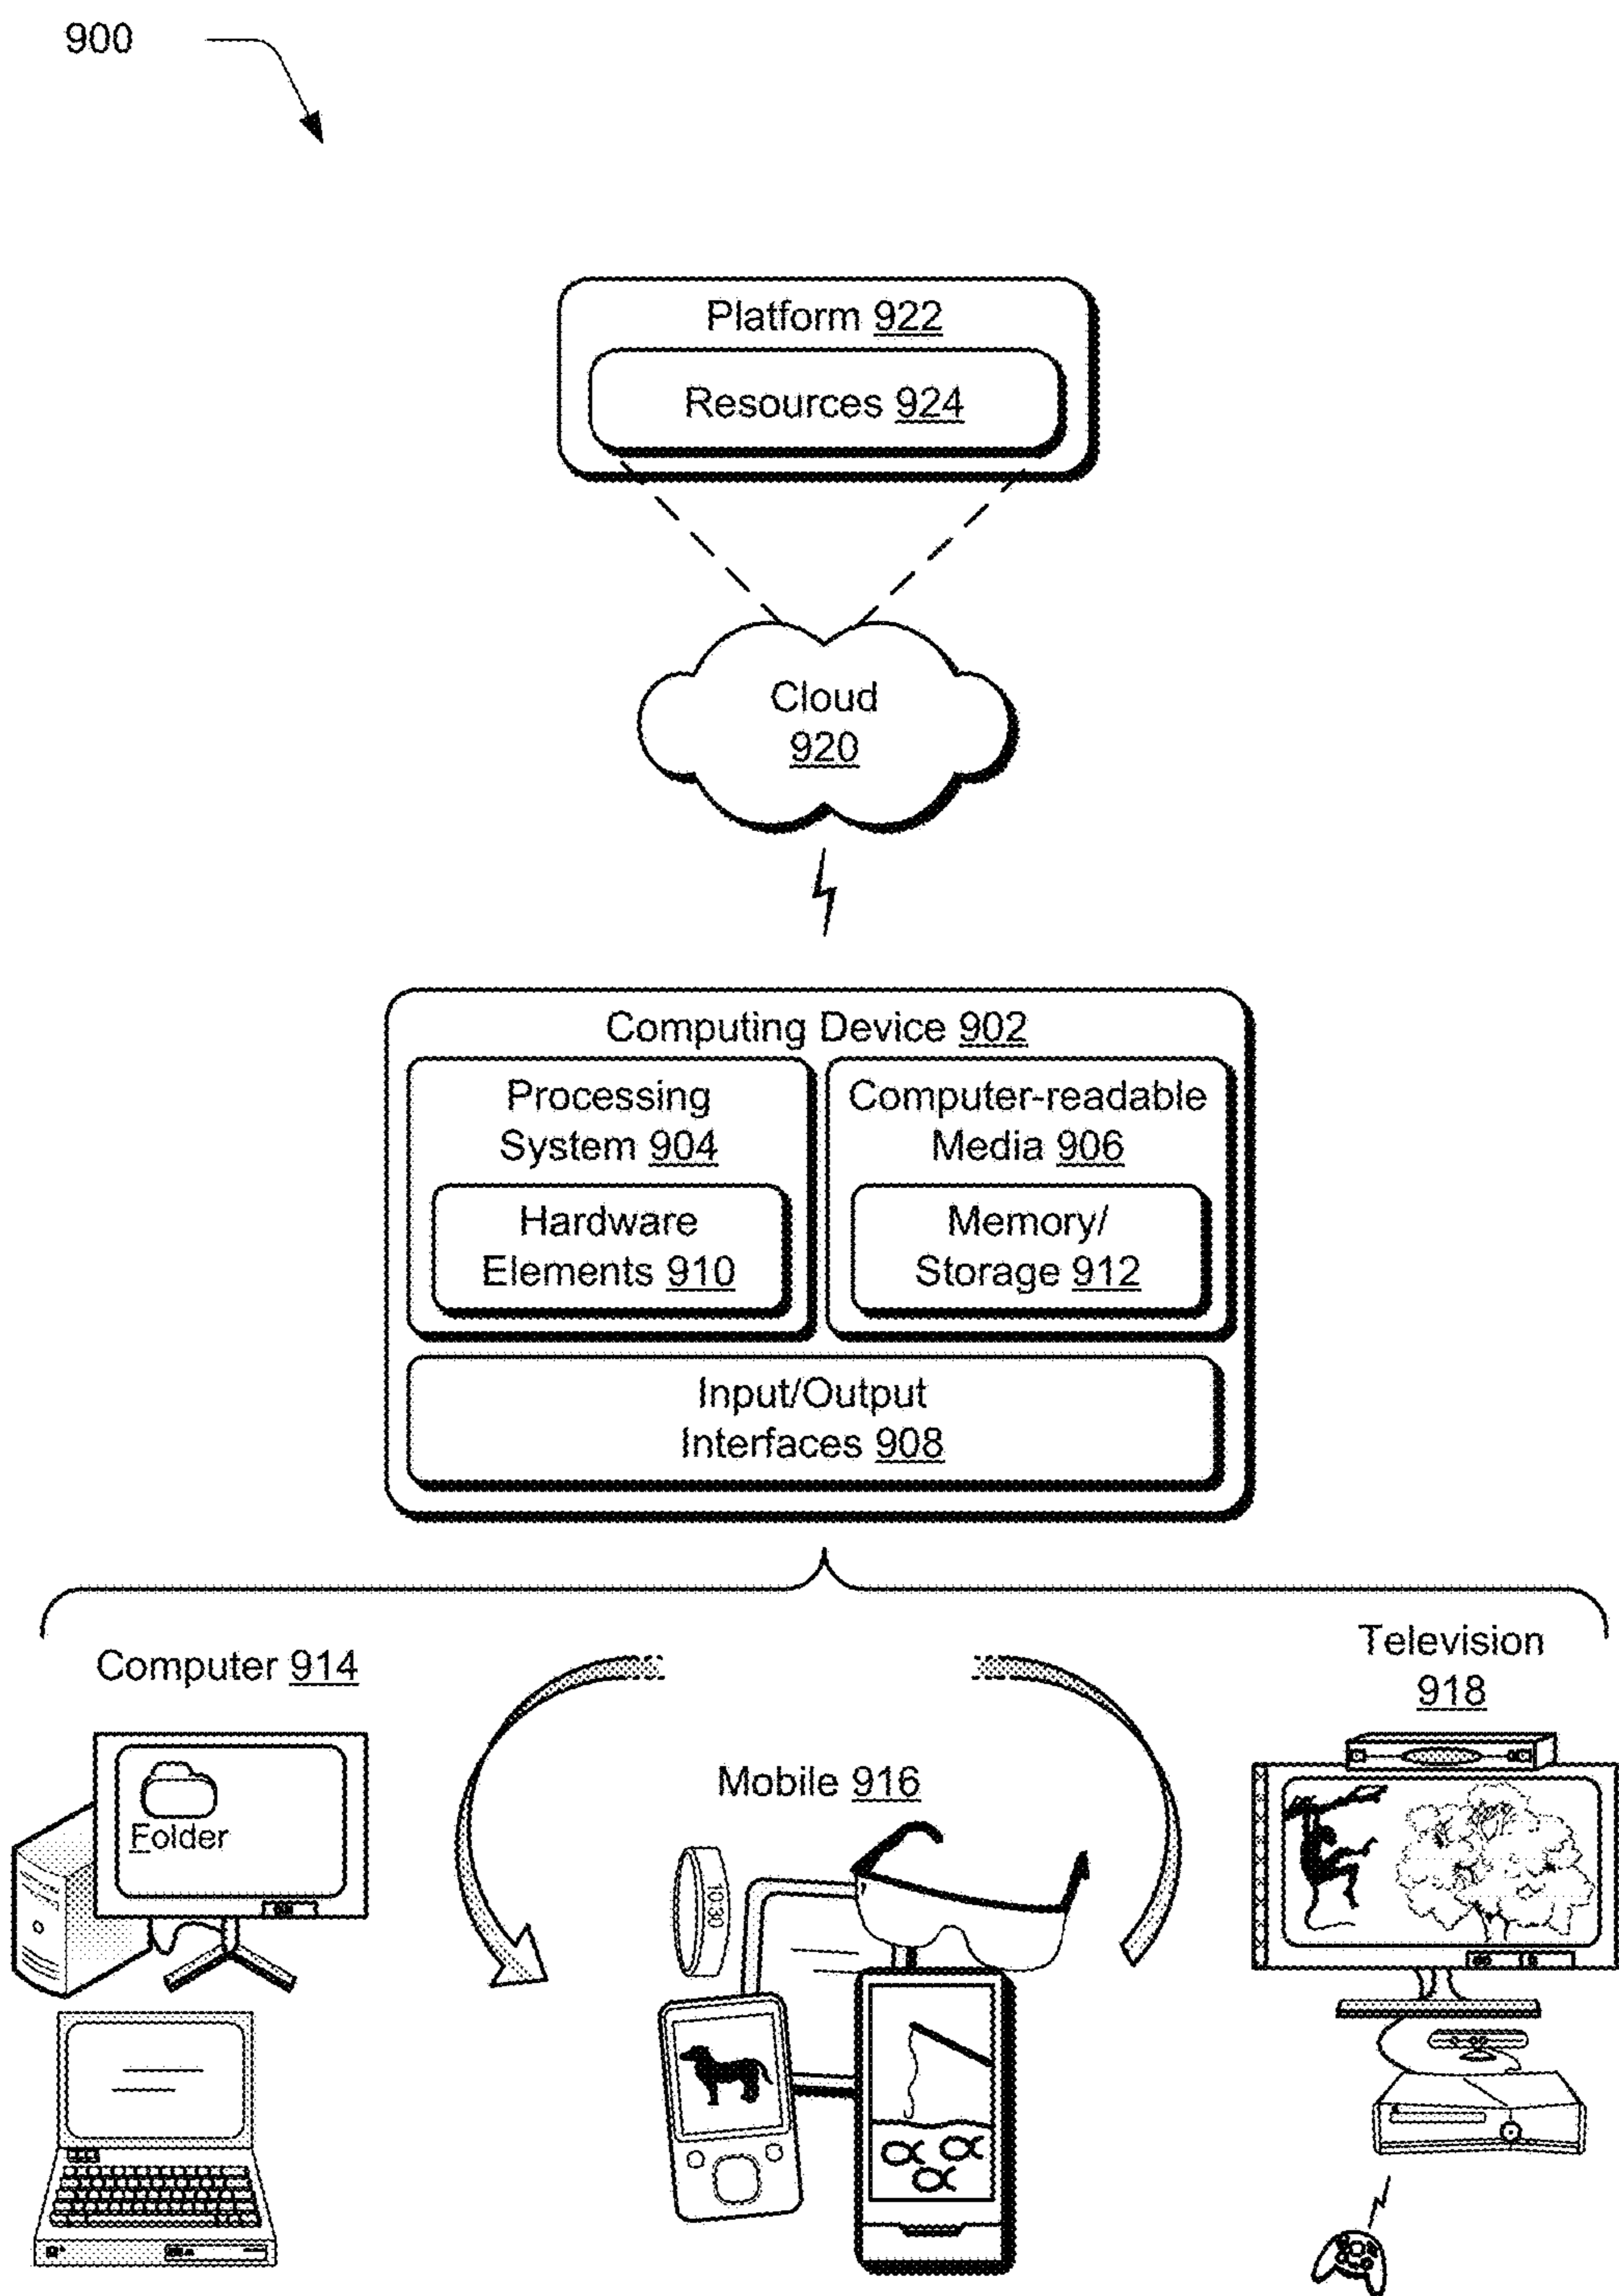 900
Platform 922
Resources 924
Cloud
920
Computing Device 902
Processing
System 904
Hardware
Elements 910
Computer-readable
Media 906
Memory/
Storage 912
Input/Output
Interfaces 908
Computer 914
Folder
Mobile 916
10:30
Television
918